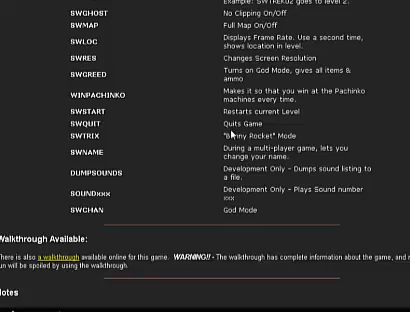 Example: SWTREK02 goes to level 2.
SWGHOST No Clipping On/Off
SWMAP Full Map On/Off
SWLOC Displays Frame Rate. Use a second time,
shows location in level.
SWRES Changes Screen Resolution
SWGREED Turns on God Mode, gives all items &
ammo
WINPACHINKO Makes it so that you win at the Pachinko
machines every time.
SWSTART Restarts current Level
SWQUIT Quits Game
SWTRIX "Bunny Rocket" Mode
SWNAME During a multi-player game, lets you
change your name.
DUMPSOUNDS Development Only - Dumps sound listing to
a file.
SOUNDxxx Development Only - Plays Sound number
xxx
SWCHAN God Mode
Walkthrough Available:
There is also a walkthrough available online for this game. WARNING!! - The walkthrough has complete information about the game, and
un will be spoiled by using the walkthrough.
Notes